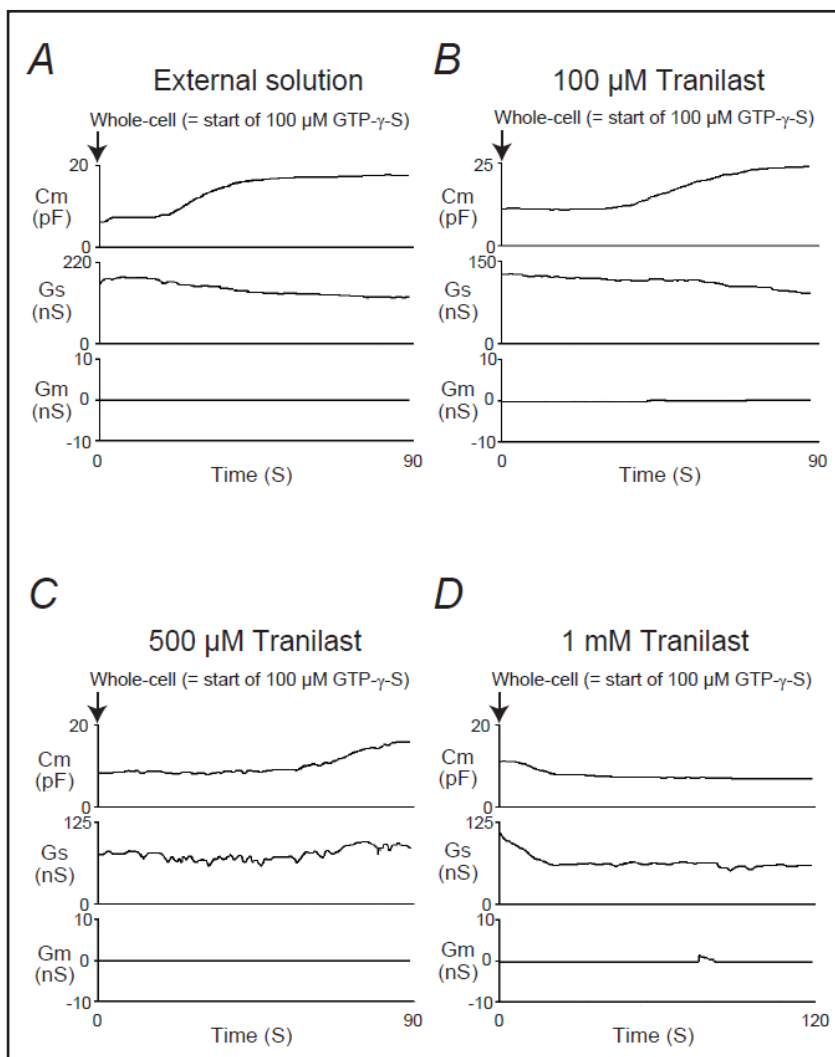 A
External solution
Whole-cell (= start of 100 µM GTP-γ-S)
20
Cm
(pF)
0
220
Gs
(nS)
0
10
Gm
(nS)
0
-10
0
90
Time (S)
B
100 µM Tranilast
Whole-cell (= start of 100 µM GTP-γ-S)
25
Cm
(pF)
0
150
Gs
(nS)
0
10
Gm
(nS)
0
-10
0
90
Time (S)
C
500 µM Tranilast
Whole-cell (= start of 100 µM GTP-γ-S)
20
Cm
(pF)
0
125
Gs
(nS)
0
10
Gm
(nS)
0
-10
0
90
Time (S)
D
1 mM Tranilast
Whole-cell (= start of 100 µM GTP-γ-S)
20
Cm
(pF)
0
125
Gs
(nS)
0
10
Gm
(nS)
0
-10
0
120
Time (S)